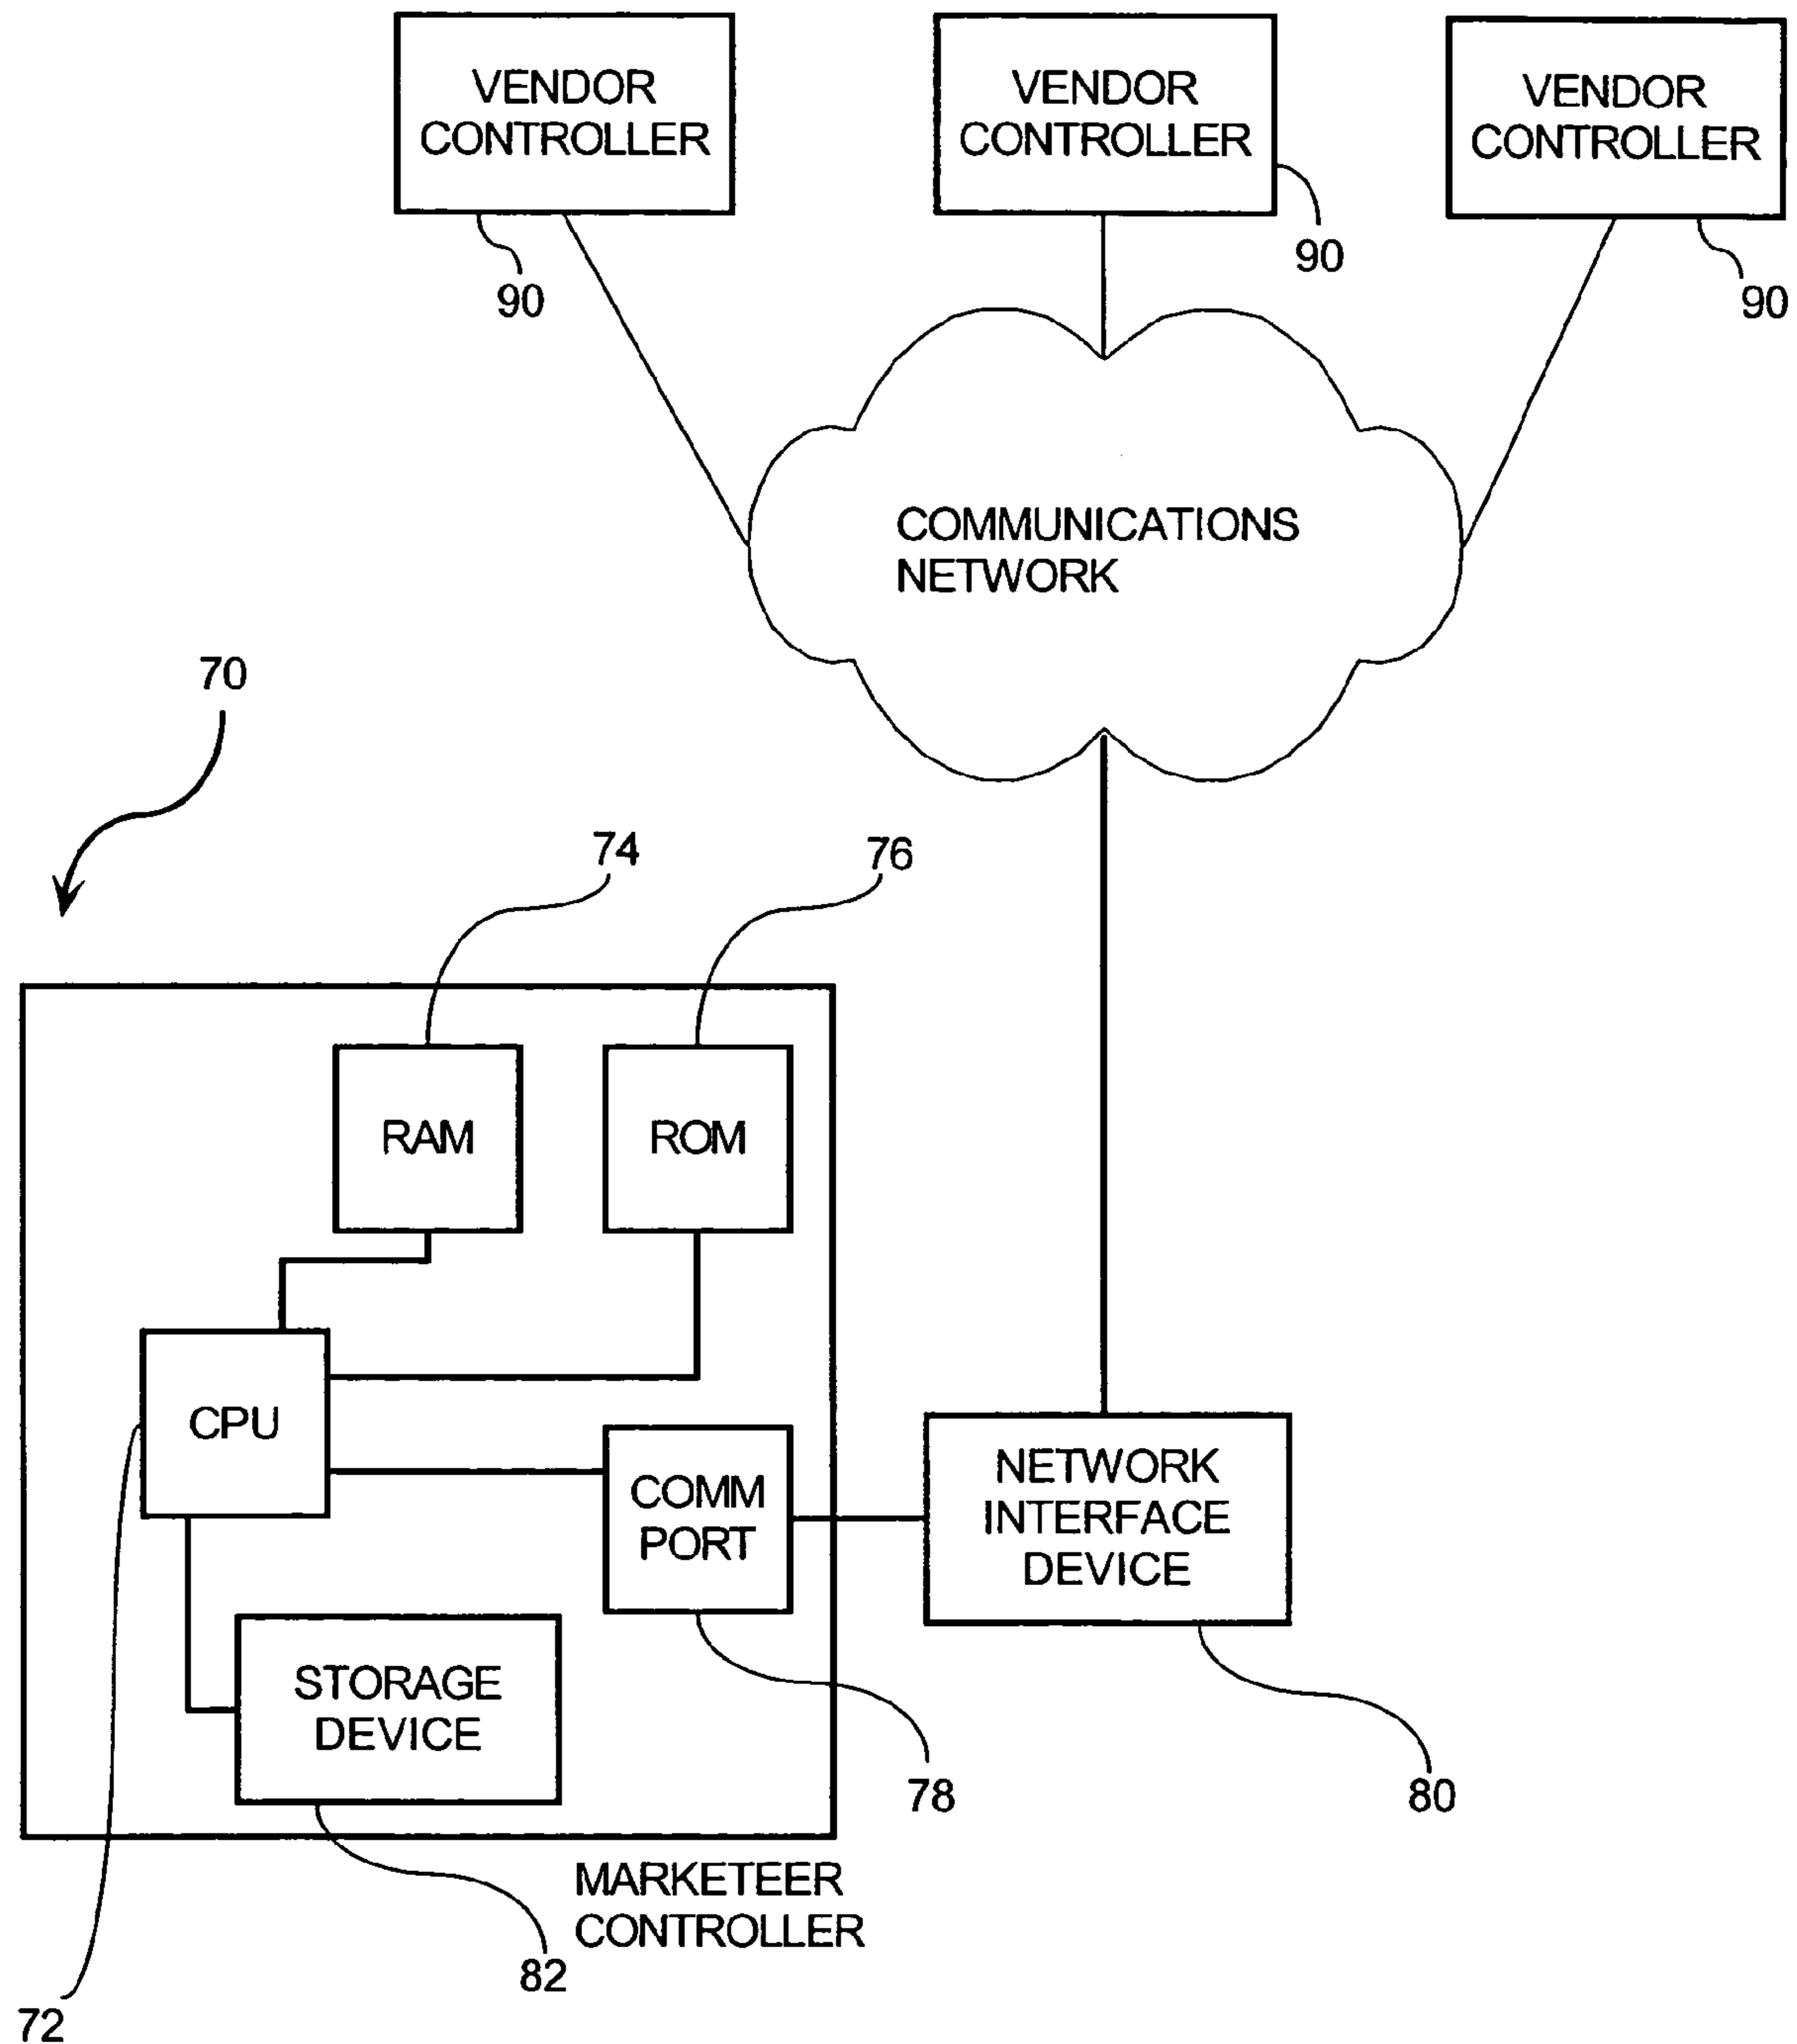 VENDOR
CONTROLLER
VENDOR
CONTROLLER
VENDOR
CONTROLLER
90
90
90
COMMUNICATIONS
NETWORK
70
74
76
RAM
ROM
CPU
COMM
PORT
NETWORK
INTERFACE
DEVICE
STORAGE
DEVICE
78
80
MARKETEER
CONTROLLER
82
72